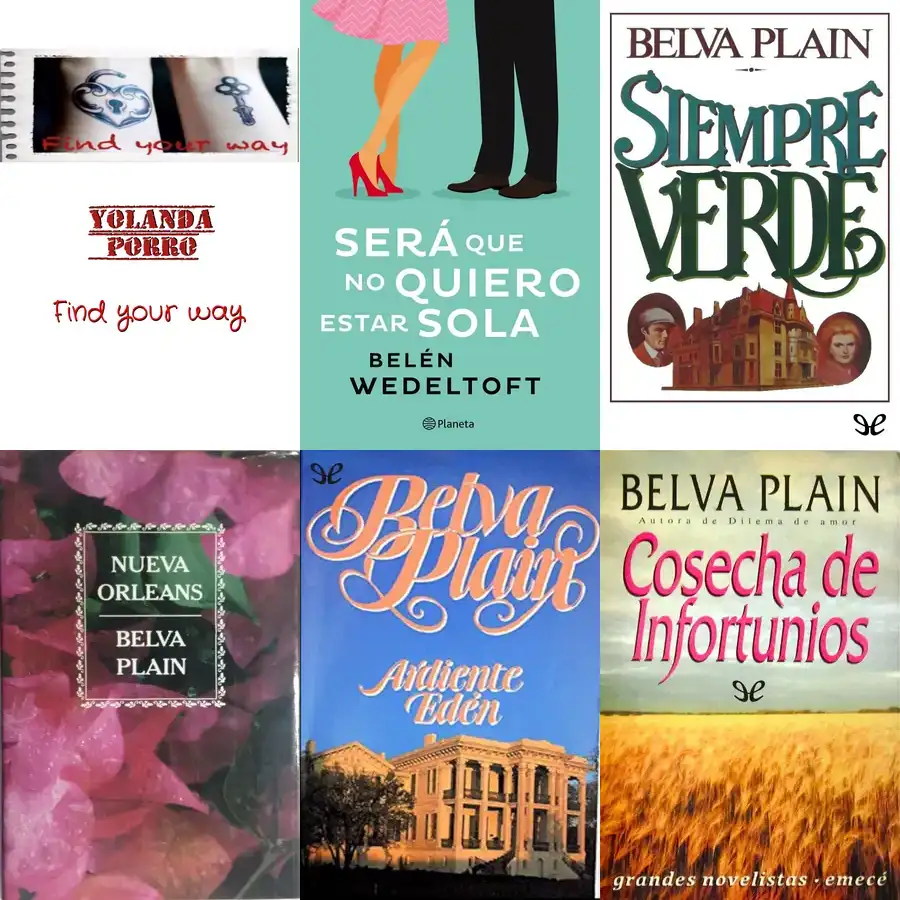 Find your way
YOLANDA
PORRO
Find your way
SERÁ QUE
NO QUIERO
ESTAR SOLA
BELÉN
WEDELTOFT
Planeta
BELVA PLAIN
SIEMPRE
VERDE
NUEVA
ORLEANS
BELVA
PLAIN
Belva
Plain
Ardiente
Edén
BELVA PLAIN
Autora de Dilema de amor
Cosecha de
Infortunios
grandes novelistas · emecé